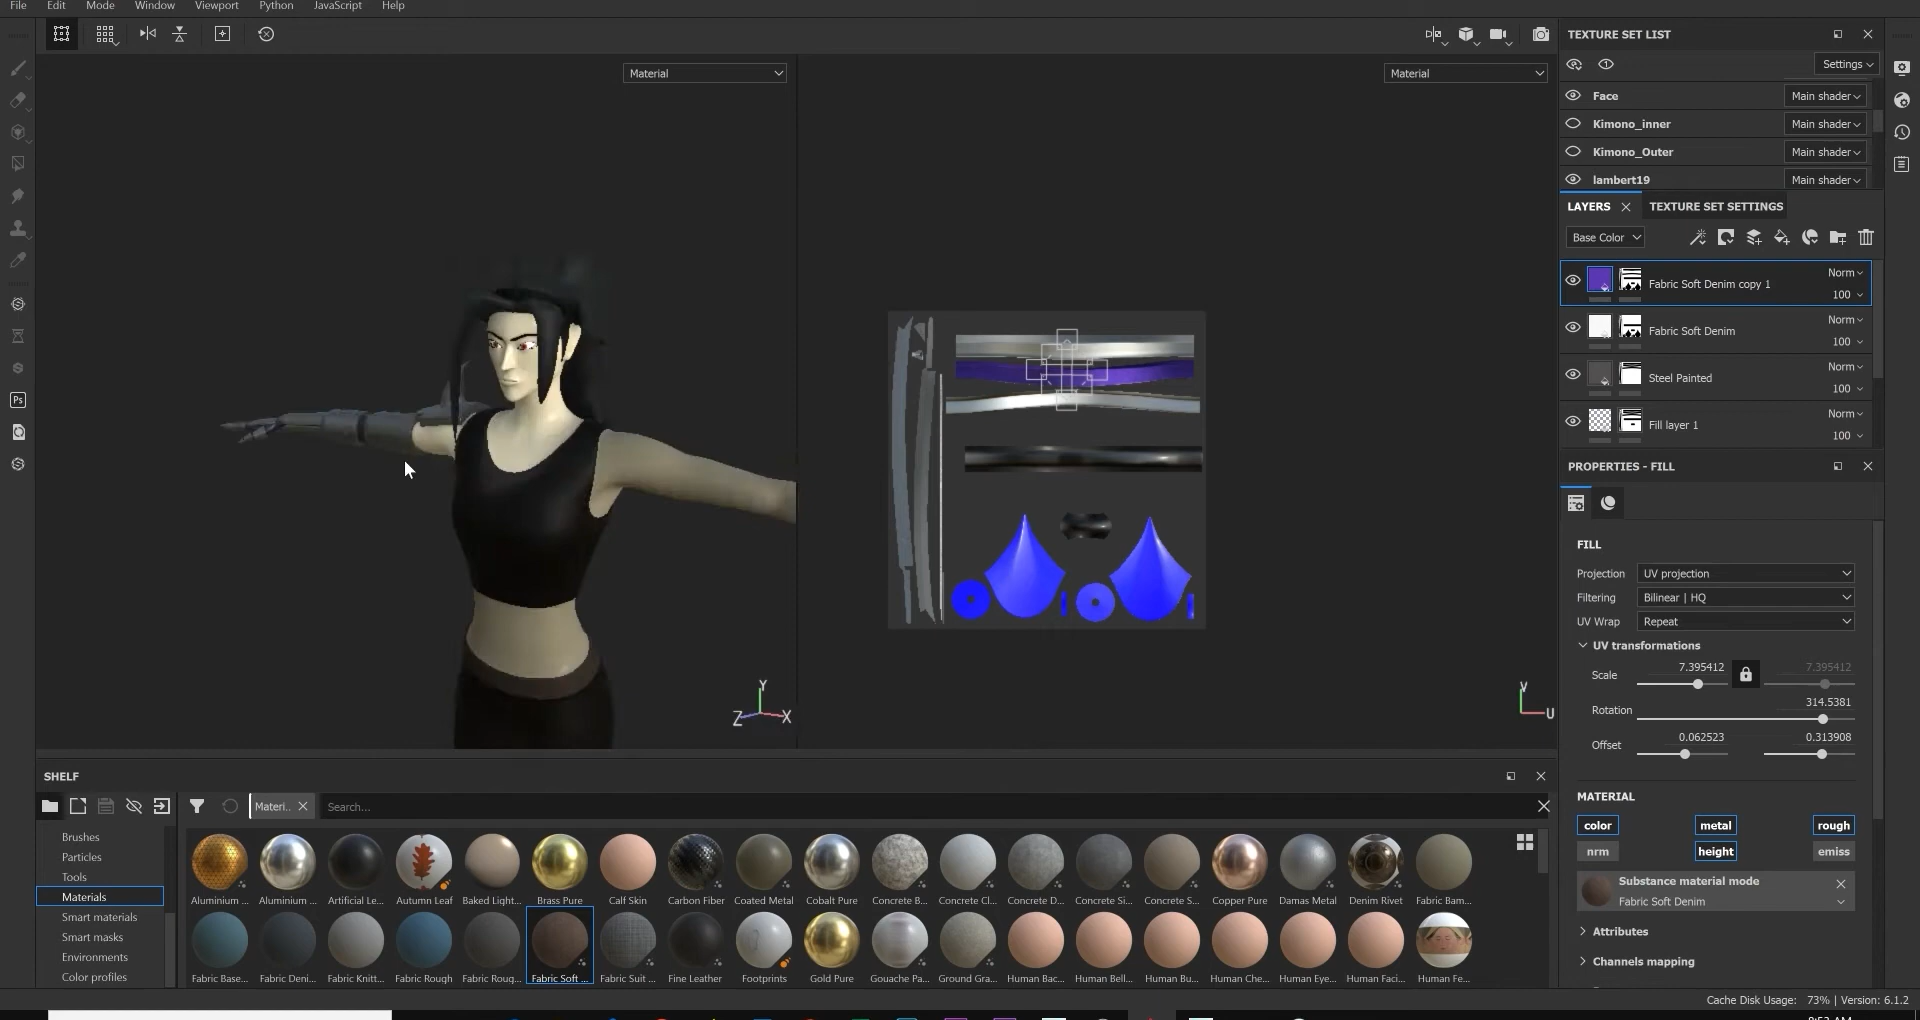 File Edit Mode Window Viewport Python JavaScript Help
Material
Material
TEXTURE SET LIST
Settings
Face Main shader
Kimono_inner Main shader
Kimono_Outer Main shader
lambert19 Main shader
LAYERS TEXTURE SET SETTINGS
Base Color
Norm
Fabric Soft Denim copy 1
100
Norm
Fabric Soft Denim
100
Norm
Steel Painted
100
Norm
Fill layer 1
100
PROPERTIES - FILL
FILL
Projection UV projection
Filtering Bilinear | HQ
UV Wrap Repeat
UV transformations
Scale 7.395412 7.395412
Rotation 314.5381
Offset 0.062523 0.313908
MATERIAL
color metal rough
nrm height emiss
Substance material mode
Fabric Soft Denim
Attributes
Channels mapping
Y
Z X
V
U
Ps
SHELF
Materi.. Search...
Brushes
Particles
Tools
Materials
Smart materials
Smart masks
Environments
Color profiles
Aluminium ... Aluminium ... Artificial Le... Autumn Leaf Baked Light... Brass Pure Calf Skin Carbon Fiber Coated Metal Cobalt Pure Concrete B... Concrete Cl... Concrete D... Concrete Si... Concrete S... Copper Pure Damas Metal Denim Rivet Fabric Bam...
Fabric Base... Fabric Deni... Fabric Knitt... Fabric Rough Fabric Roug... Fabric Soft ... Fabric Suit ... Fine Leather Footprints Gold Pure Gouache Pa... Ground Gra... Human Bac... Human Bell... Human Bu... Human Che... Human Eye... Human Faci... Human Fe...
Cache Disk Usage: 73% | Version: 6.1.2